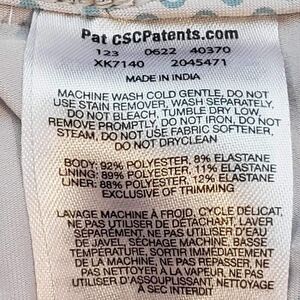 Pat CSCPatents.com
123 0622 40370
XK7140 2045471
MADE IN INDIA
MACHINE WASH COLD GENTLE, DO NOT
USE STAIN REMOVER, WASH SEPARATELY,
DO NOT BLEACH, TUMBLE DRY LOW,
REMOVE PROMPTLY, DO NOT IRON, DO NOT
STEAM, DO NOT USE FABRIC SOFTENER,
DO NOT DRYCLEAN
BODY: 92% POLYESTER, 8% ELASTANE
LINING: 89% POLYESTER, 11% ELASTANE
LINER: 88% POLYESTER, 12% ELASTANE
EXCLUSIVE OF TRIMMING
LAVAGE MACHINE À FROID, CYCLE DÉLICAT,
NE PAS UTILISER DE DÉTACHANT, LAVER
SÉPARÉMENT, NE PAS UTILISER D'EAU
DE JAVEL, SÉCHAGE MACHINE, BASSE
TEMPÉRATURE, SORTIR IMMÉDIATEMENT
DE LA MACHINE, NE PAS REPASSER, NE
PAS NETTOYER À LA VAPEUR, NE PAS
UTILISER D'ASSOUPLISSANT, NETTOYAGE
À SEC INTERDIT